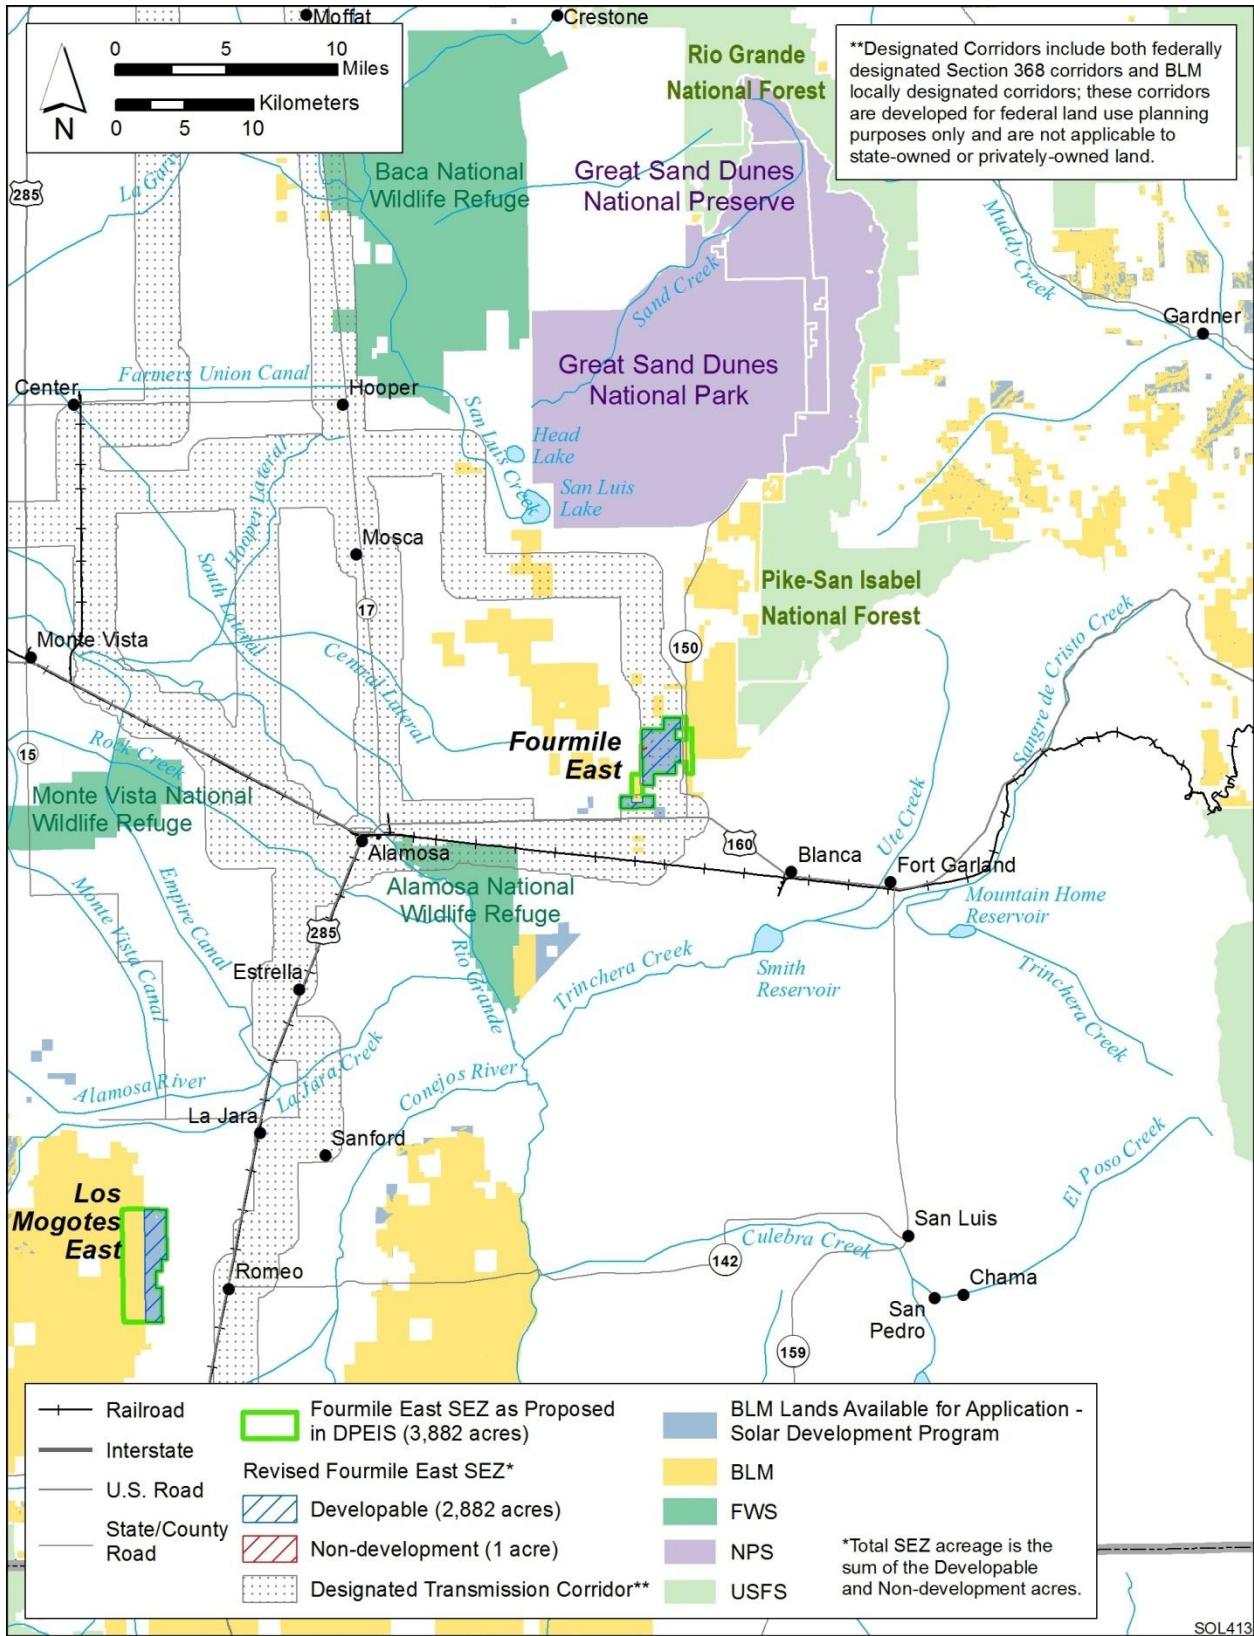 Moffat
Crestone
0 5 10
Miles
Kilometers
0 5 10
N
**Designated Corridors include both federally
designated Section 368 corridors and BLM
locally designated corridors; these corridors
are developed for federal land use planning
purposes only and are not applicable to
state-owned or privately-owned land.
Rio Grande
National Forest
La Gari
285
Baca National
Wildlife Refuge
Great Sand Dunes
National Preserve
Muddy Creek
Sand Creek
Gardner
Farmers Union Canal
Center
Hooper
Great Sand Dunes
National Park
San Luis Creek
Head
Lake
San Luis
Lake
Hooper Lateral
Mosca
South Lateral
17
Pike-San Isabel
National Forest
150
Monte Vista
Central Lateral
Sangre de Cristo Creek
Fourmile
East
Rock Creek
15
Monte Vista National
Wildlife Refuge
Alamosa
160
Blanca
Ute Creek
Fort Garland
Alamosa National
Wildlife Refuge
Mountain Home
Reservoir
Monte Vista Canal
Empire Canal
285
Estrella
Rio Grande
Trinchera Creek
Smith
Reservoir
Trinchera Creek
Alamosa River
La Jara Creek
Conejos River
La Jara
Sanford
El Poso Creek
Los
Mogotes
East
San Luis
Culebra Creek
142
Romeo
Chama
San
Pedro
159
Railroad
Interstate
U.S. Road
State/County
Road
Fourmile East SEZ as Proposed
in DPEIS (3,882 acres)
Revised Fourmile East SEZ*
Developable (2,882 acres)
Non-development (1 acre)
Designated Transmission Corridor**
BLM Lands Available for Application -
Solar Development Program
BLM
FWS
NPS
USFS
*Total SEZ acreage is the
sum of the Developable
and Non-development acres.
SOL413